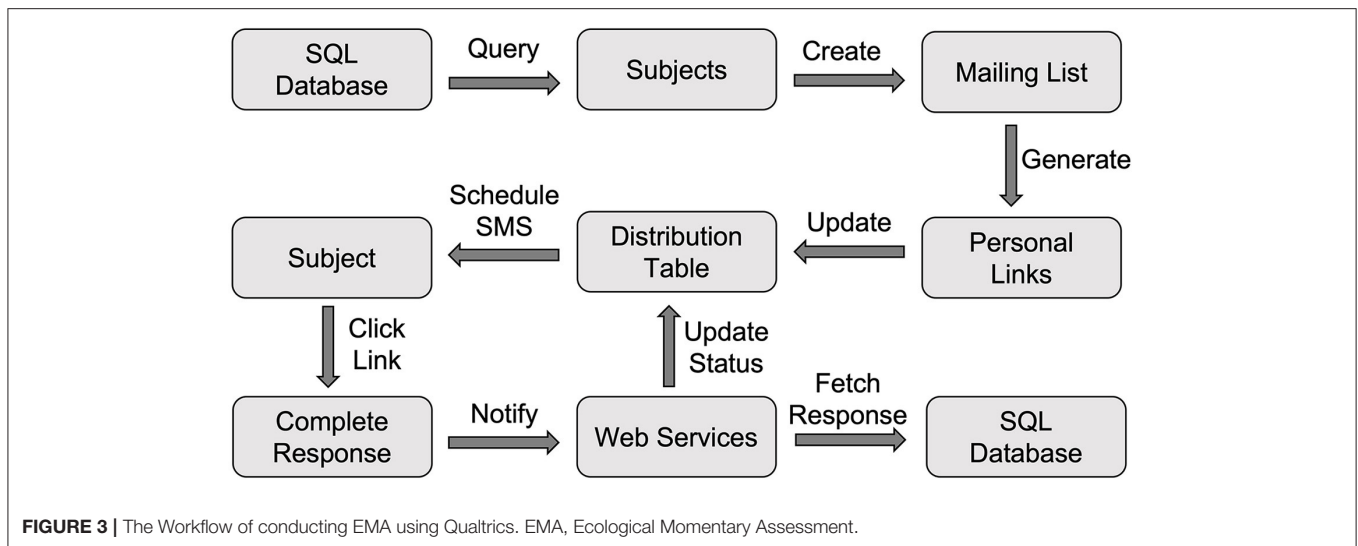 SQL
Database
Query
Subjects
Create
Mailing List
Generate
Schedule
SMS
Subject
Distribution
Table
Update
Personal
Links
Click
Link
Update
Status
Complete
Response
Notify
Web Services
Fetch
Response
SQL
Database
FIGURE 3 | The Workflow of conducting EMA using Qualtrics. EMA, Ecological Momentary Assessment.